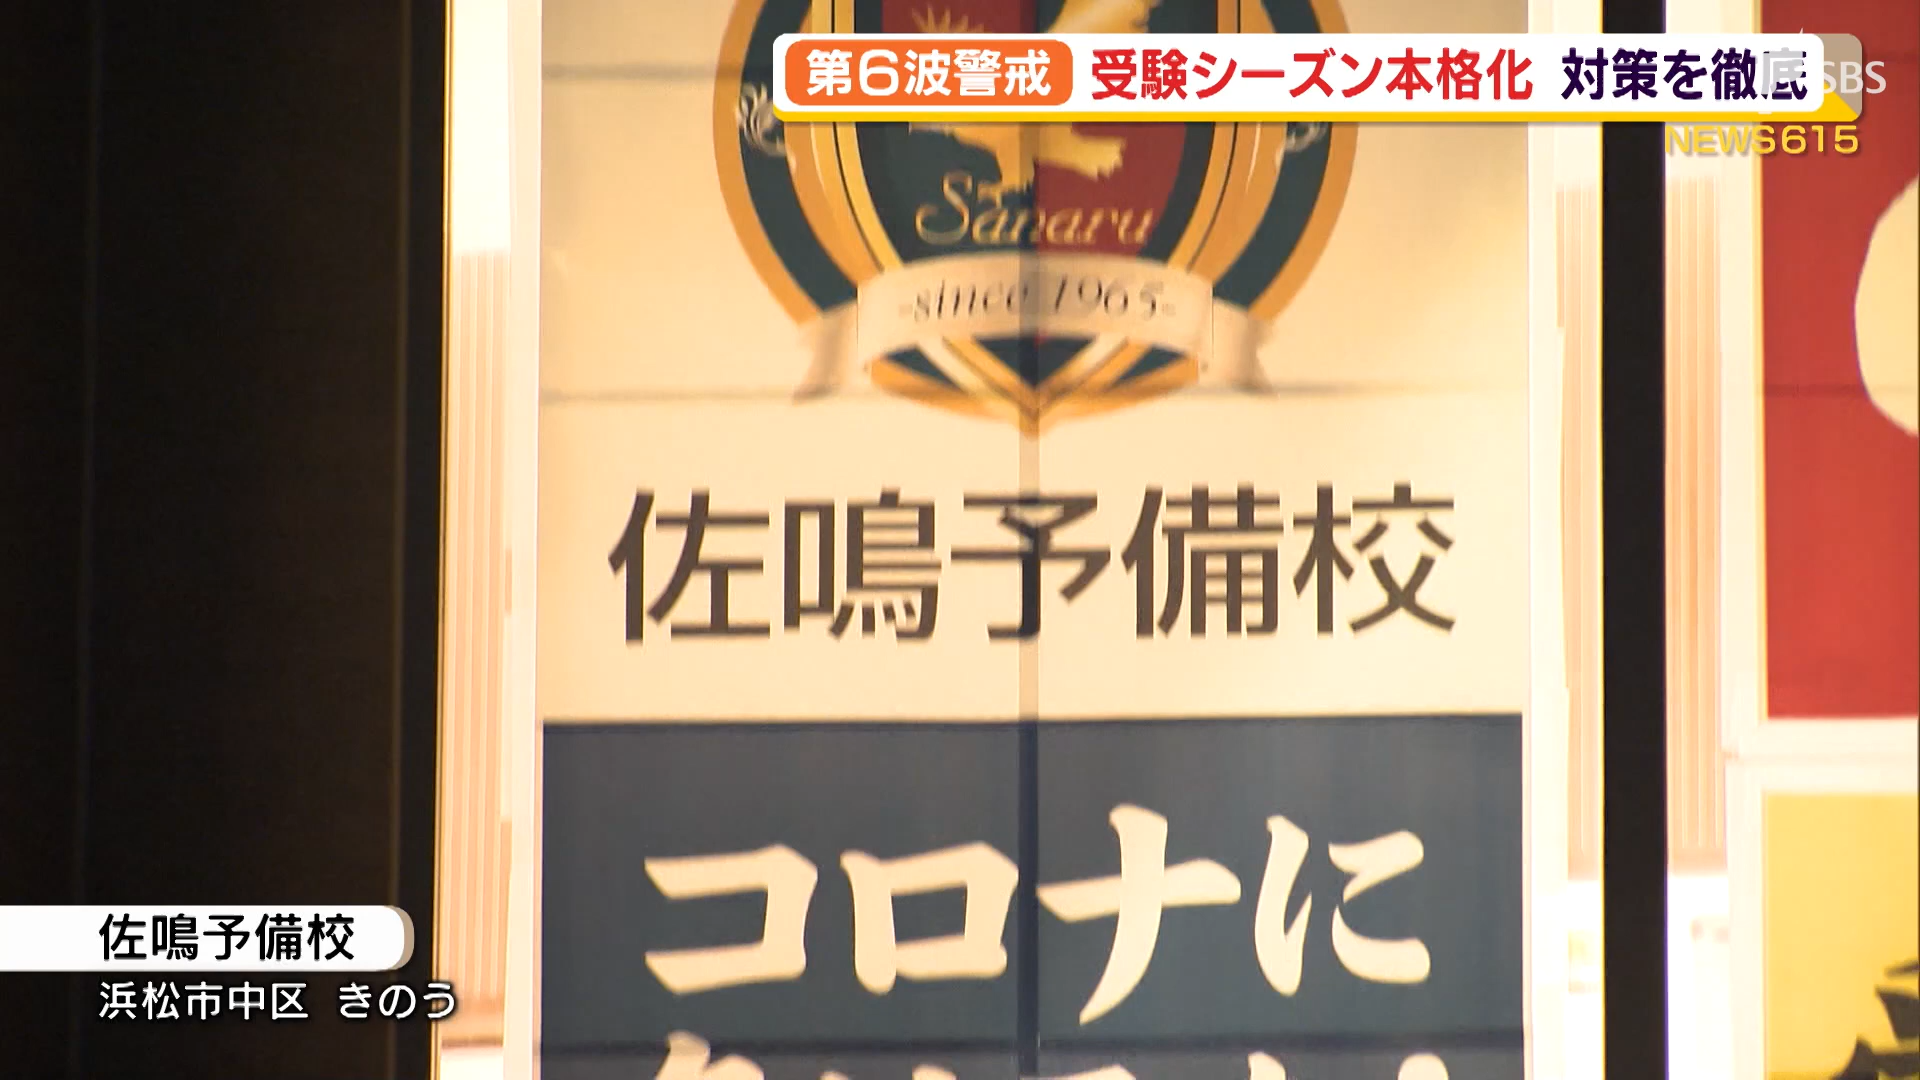 第6波警戒 受験シーズン本格化 対策を徹底
SBS
NEWS615
Sanaru
-since 1965-
佐鳴予備校
コロナに
佐鳴予備校
浜松市中区 きのう